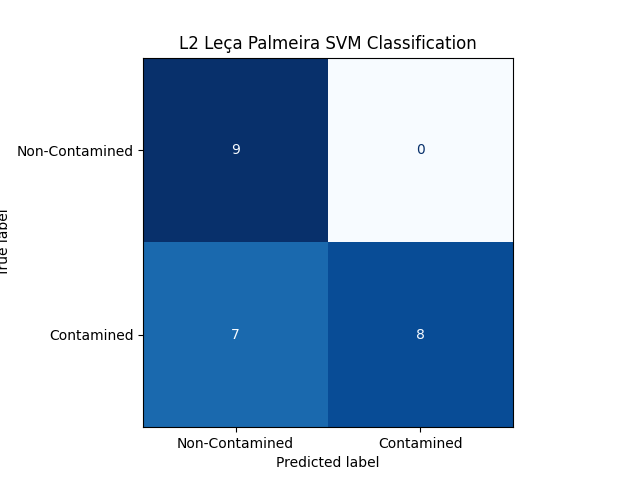 L2 Leça Palmeira SVM Classification
True label
Non-Contamined
9
0
Contamined
7
8
Non-Contamined
Contamined
Predicted label